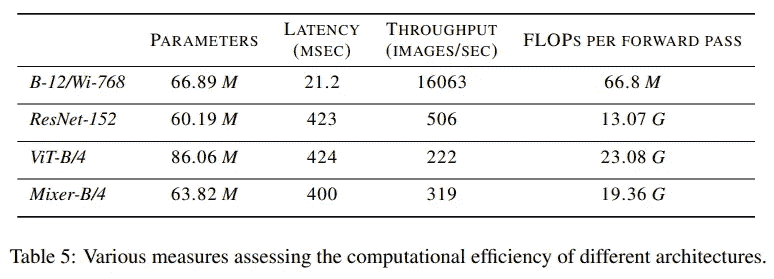 PARAMETERS LATENCY (MSEC) THROUGHPUT (IMAGES/SEC) FLOPS PER FORWARD PASS
B-12/Wi-768 66.89 M 21.2 16063 66.8 M
ResNet-152 60.19 M 423 506 13.07 G
ViT-B/4 86.06 M 424 222 23.08 G
Mixer-B/4 63.82 M 400 319 19.36 G
Table 5: Various measures assessing the computational efficiency of different architectures.